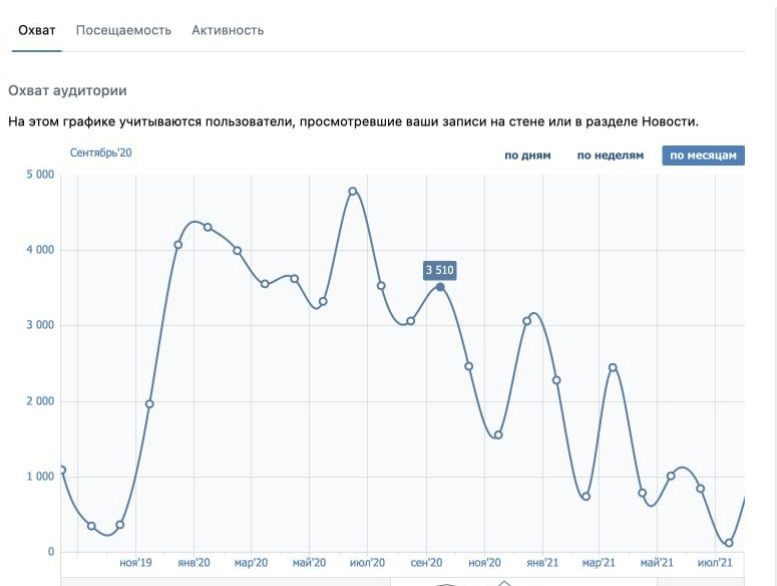 Охват Посещаемость Активность
Охват аудитории
На этом графике учитываются пользователи, просмотревшие ваши записи на стене или в разделе Новости.
Сентябрь'20 по дням по неделям по месяцам
5 000
4 000
3 510
3 000
2 000
1 000
0
ноя'19 янв'20 мар'20 май'20 июл'20 сен'20 ноя'20 янв'21 мар'21 май'21 июл'21